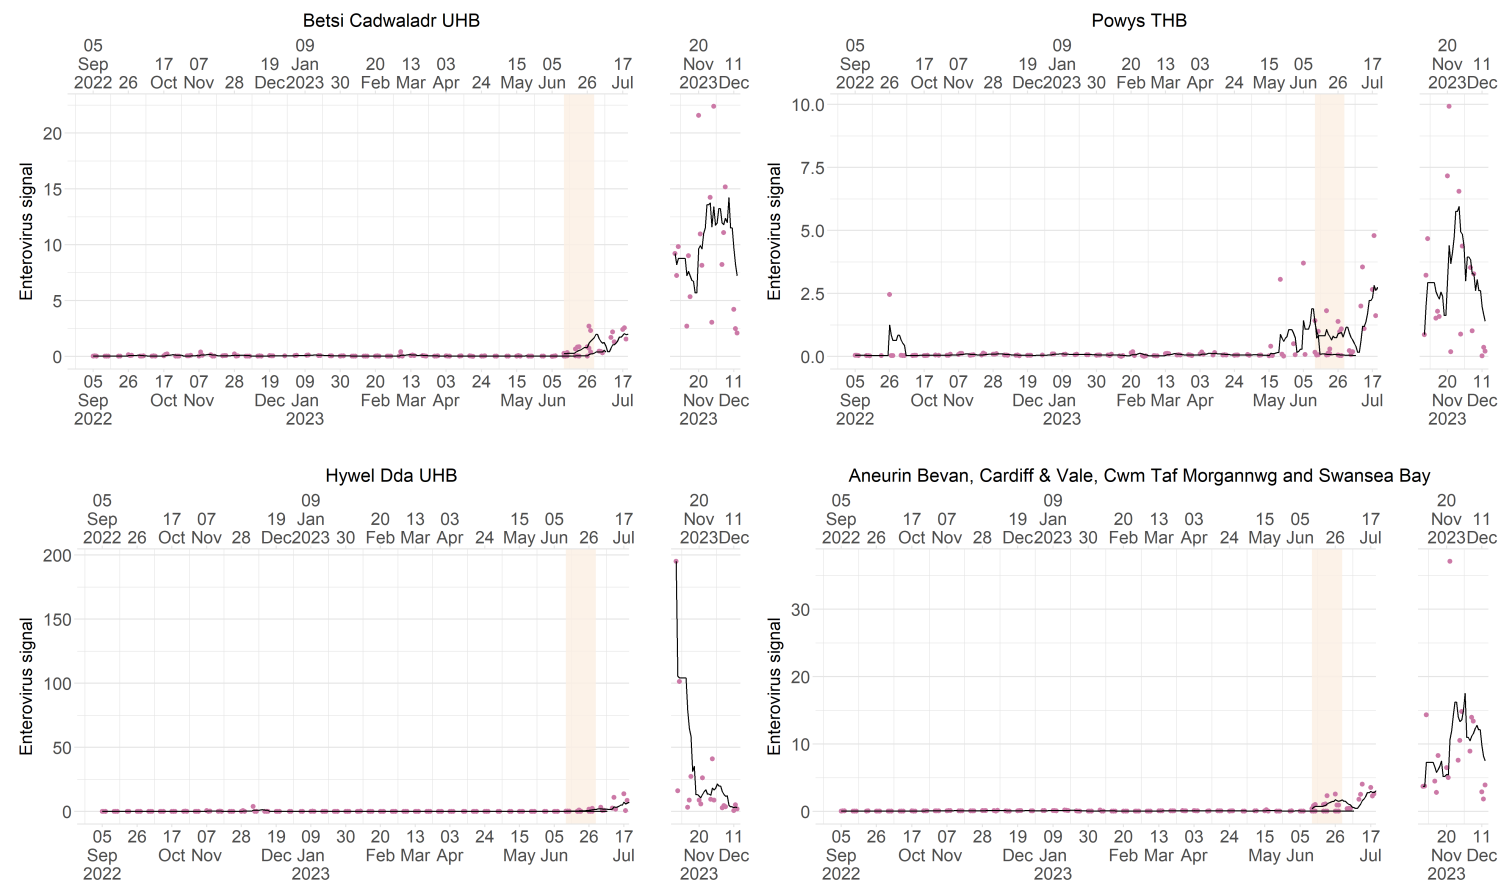 Betsi Cadwaladr UHB
05 09 20
Sep 17 07 19 Jan 20 13 03 15 05 17 Nov 11
2022 26 Oct Nov 28 Dec 2023 30 Feb Mar Apr 24 May Jun 26 Jul 2023 Dec
Enterovirus signal
20
15
10
5
0
05 26 17 07 28 19 09 30 20 13 03 24 15 05 26 17 20 11
Sep Oct Nov Dec Jan Feb Mar Apr May Jun Jul Nov Dec
2022 2023 2023
Powys THB
05 09 20
Sep 17 07 19 Jan 20 13 03 15 05 17 Nov 11
2022 26 Oct Nov 28 Dec 2023 30 Feb Mar Apr 24 May Jun 26 Jul 2023 Dec
Enterovirus signal
10.0
7.5
5.0
2.5
0.0
05 26 17 07 28 19 09 30 20 13 03 24 15 05 26 17 20 11
Sep Oct Nov Dec Jan Feb Mar Apr May Jun Jul Nov Dec
2022 2023 2023
Hywel Dda UHB
05 09 20
Sep 17 07 19 Jan 20 13 03 15 05 17 Nov 11
2022 26 Oct Nov 28 Dec 2023 30 Feb Mar Apr 24 May Jun 26 Jul 2023 Dec
Enterovirus signal
200
150
100
50
0
05 26 17 07 28 19 09 30 20 13 03 24 15 05 26 17 20 11
Sep Oct Nov Dec Jan Feb Mar Apr May Jun Jul Nov Dec
2022 2023 2023
Aneurin Bevan, Cardiff & Vale, Cwm Taf Morgannwg and Swansea Bay
05 09 20
Sep 17 07 19 Jan 20 13 03 15 05 17 Nov 11
2022 26 Oct Nov 28 Dec 2023 30 Feb Mar Apr 24 May Jun 26 Jul 2023 Dec
Enterovirus signal
30
20
10
0
05 26 17 07 28 19 09 30 20 13 03 24 15 05 26 17 20 11
Sep Oct Nov Dec Jan Feb Mar Apr May Jun Jul Nov Dec
2022 2023 2023